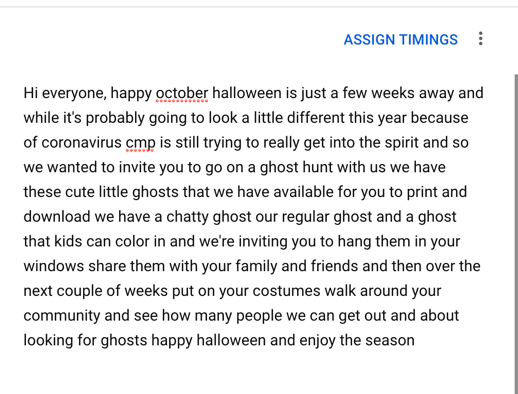 ASSIGN TIMINGS
Hi everyone, happy october halloween is just a few weeks away and
while it's probably going to look a little different this year because
of coronavirus cmp is still trying to really get into the spirit and so
we wanted to invite you to go on a ghost hunt with us we have
these cute little ghosts that we have available for you to print and
download we have a chatty ghost our regular ghost and a ghost
that kids can color in and we're inviting you to hang them in your
windows share them with your family and friends and then over the
next couple of weeks put on your costumes walk around your
community and see how many people we can get out and about
looking for ghosts happy halloween and enjoy the season